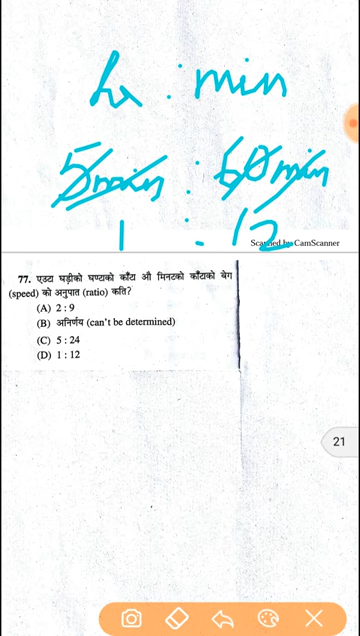 hr : min
5min : 60min
1 : 12
Scanned by CamScanner
77. एउटा घडीको घण्टाको काँटा औ मिनटको काँटाको बेग
(speed) को अनुपात (ratio) कति?
(A) 2 : 9
(B) अनिर्णय (can't be determined)
(C) 5 : 24
(D) 1 : 12
21